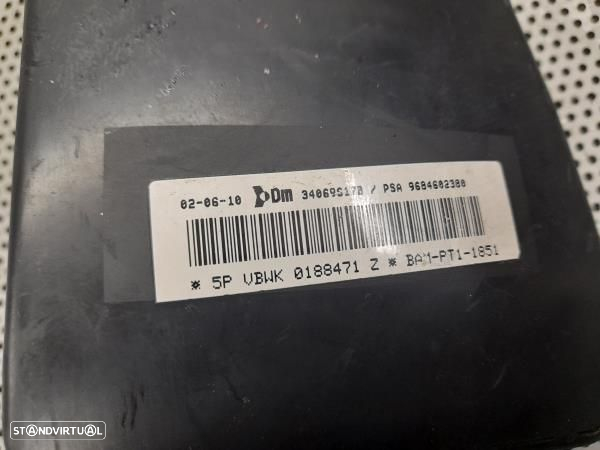 02-06-10 Dm 34069S17B / PSA 9684602380
* 5P VBWK 0188471 Z * BAM-PT1-1851
STANDVIRTUAL